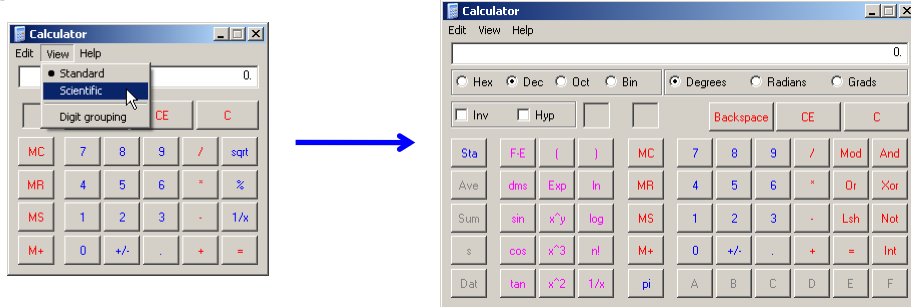 Calculator
Edit View Help
Standard
Scientific
Digit grouping
0.
CE C
MC 7 8 9 / sqrt
MR 4 5 6 * %
MS 1 2 3 - 1/x
M+ 0 +/- . + =
Calculator
Edit View Help
0.
Hex Dec Oct Bin Degrees Radians Grads
Inv Hyp Backspace CE C
Sta F-E ( ) MC 7 8 9 / Mod And
Ave dms Exp ln MR 4 5 6 * Or Xor
Sum sin x^y log MS 1 2 3 - Lsh Not
s cos x^3 n! M+ 0 +/- . + = Int
Dat tan x^2 1/x pi A B C D E F